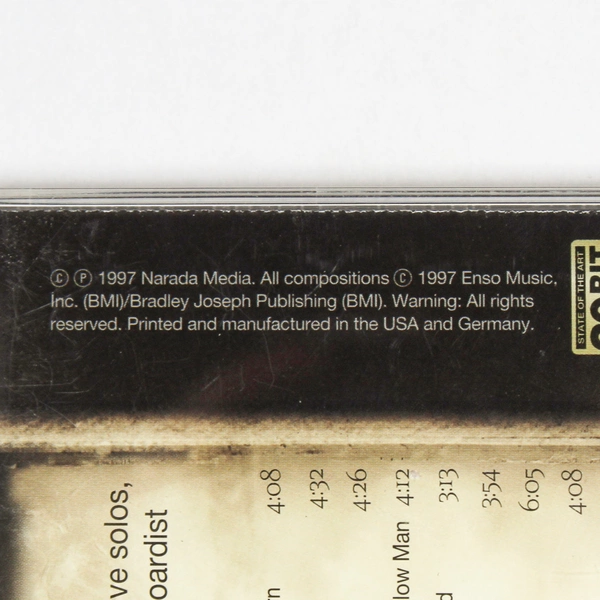 Ⓒ Ⓟ 1997 Narada Media. All compositions Ⓒ 1997 Enso Music,
Inc. (BMI)/Bradley Joseph Publishing (BMI). Warning: All rights
reserved. Printed and manufactured in the USA and Germany.
STATE OF THE ART
BIT
ve solos,
oardist
4:08
4:32
4:26
low Man 4:12
3:13
3:54
6:05
4:08